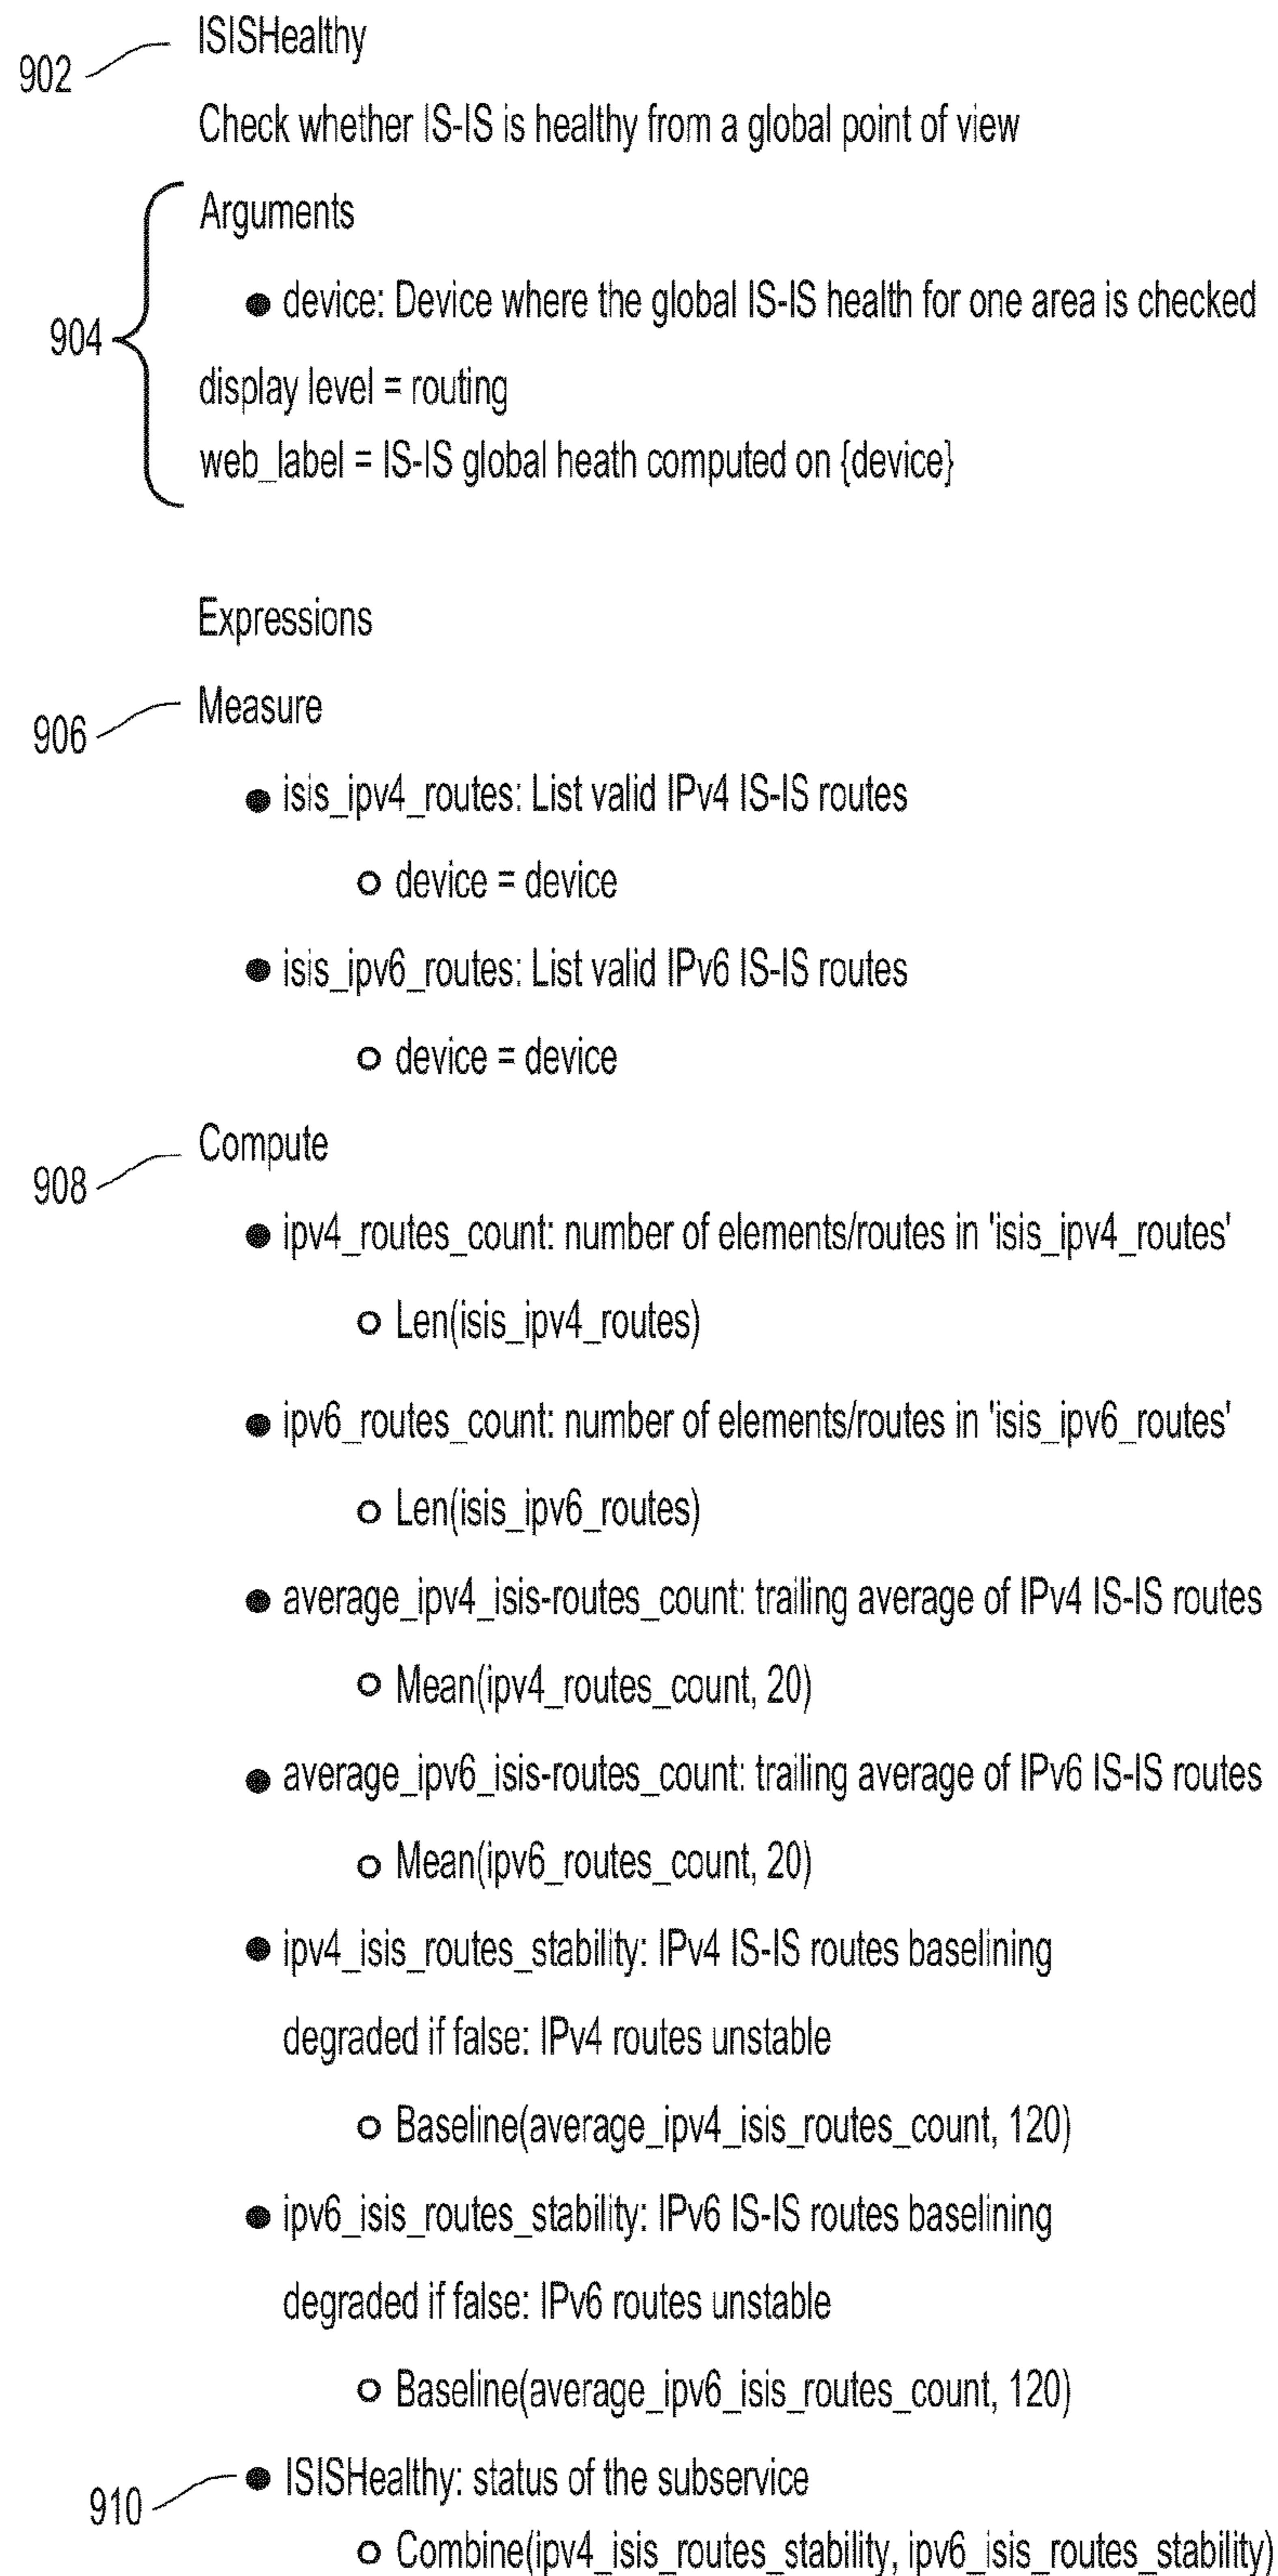 902
ISISHealthy
Check whether IS-IS is healthy from a global point of view
904
Arguments
● device: Device where the global IS-IS health for one area is checked
display level = routing
web_label = IS-IS global heath computed on {device}
Expressions
906
Measure
● isis_ipv4_routes: List valid IPv4 IS-IS routes
○ device = device
● isis_ipv6_routes: List valid IPv6 IS-IS routes
○ device = device
908
Compute
● ipv4_routes_count: number of elements/routes in 'isis_ipv4_routes'
○ Len(isis_ipv4_routes)
● ipv6_routes_count: number of elements/routes in 'isis_ipv6_routes'
○ Len(isis_ipv6_routes)
● average_ipv4_isis-routes_count: trailing average of IPv4 IS-IS routes
○ Mean(ipv4_routes_count, 20)
● average_ipv6_isis-routes_count: trailing average of IPv6 IS-IS routes
○ Mean(ipv6_routes_count, 20)
● ipv4_isis_routes_stability: IPv4 IS-IS routes baselining
degraded if false: IPv4 routes unstable
○ Baseline(average_ipv4_isis_routes_count, 120)
● ipv6_isis_routes_stability: IPv6 IS-IS routes baselining
degraded if false: IPv6 routes unstable
○ Baseline(average_ipv6_isis_routes_count, 120)
910
● ISISHealthy: status of the subservice
○ Combine(ipv4_isis_routes_stability, ipv6_isis_routes_stability)